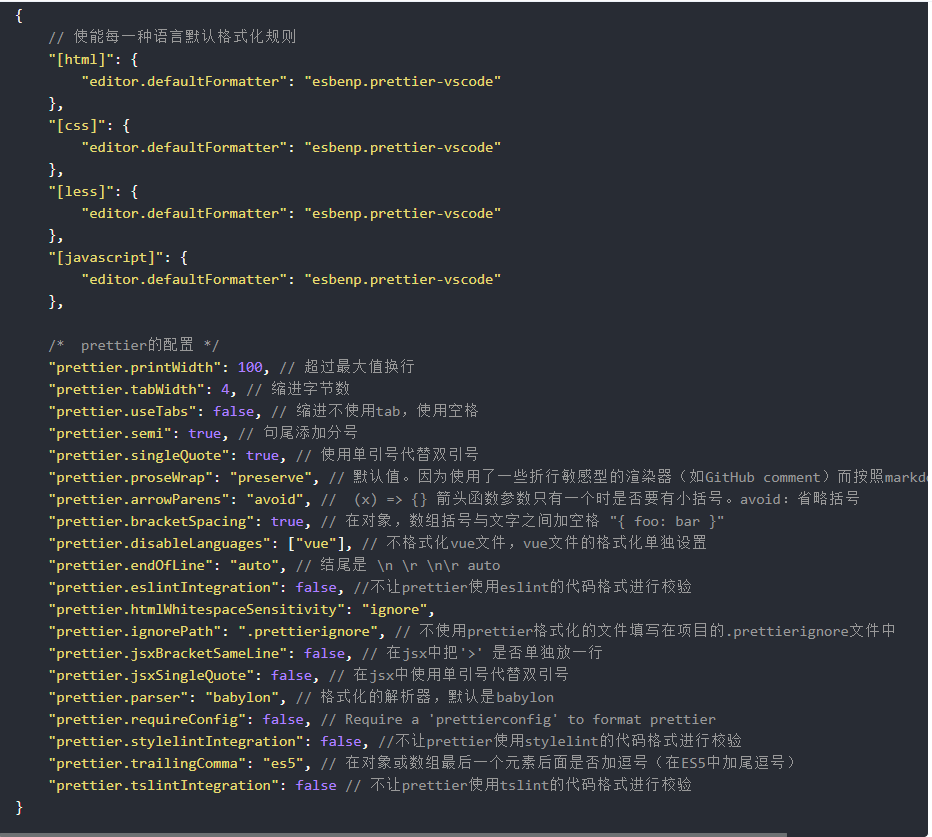 {
    // 使能每一种语言默认格式化规则
    "[html]": {
        "editor.defaultFormatter": "esbenp.prettier-vscode"
    },
    "[css]": {
        "editor.defaultFormatter": "esbenp.prettier-vscode"
    },
    "[less]": {
        "editor.defaultFormatter": "esbenp.prettier-vscode"
    },
    "[javascript]": {
        "editor.defaultFormatter": "esbenp.prettier-vscode"
    },
    /*  prettier的配置 */
    "prettier.printWidth": 100, // 超过最大值换行
    "prettier.tabWidth": 4, // 缩进字节数
    "prettier.useTabs": false, // 缩进不使用tab，使用空格
    "prettier.semi": true, // 句尾添加分号
    "prettier.singleQuote": true, // 使用单引号代替双引号
    "prettier.proseWrap": "preserve", // 默认值。因为使用了一些折行敏感型的渲染器（如GitHub comment）而按照markdo
    "prettier.arrowParens": "avoid", //  (x) => {} 箭头函数参数只有一个时是否要有小括号。avoid：省略括号
    "prettier.bracketSpacing": true, // 在对象，数组括号与文字之间加空格 "{ foo: bar }"
    "prettier.disableLanguages": ["vue"], // 不格式化vue文件，vue文件的格式化单独设置
    "prettier.endOfLine": "auto", // 结尾是 \n \r \n\r auto
    "prettier.eslintIntegration": false, //不让prettier使用eslint的代码格式进行校验
    "prettier.htmlWhitespaceSensitivity": "ignore",
    "prettier.ignorePath": ".prettierignore", // 不使用prettier格式化的文件填写在项目的.prettierignore文件中
    "prettier.jsxBracketSameLine": false, // 在jsx中把'>' 是否单独放一行
    "prettier.jsxSingleQuote": false, // 在jsx中使用单引号代替双引号
    "prettier.parser": "babylon", // 格式化的解析器，默认是babylon
    "prettier.requireConfig": false, // Require a 'prettierconfig' to format prettier
    "prettier.stylelintIntegration": false, //不让prettier使用stylelint的代码格式进行校验
    "prettier.trailingComma": "es5", // 在对象或数组最后一个元素后面是否加逗号（在ES5中加尾逗号）
    "prettier.tslintIntegration": false // 不让prettier使用tslint的代码格式进行校验
}